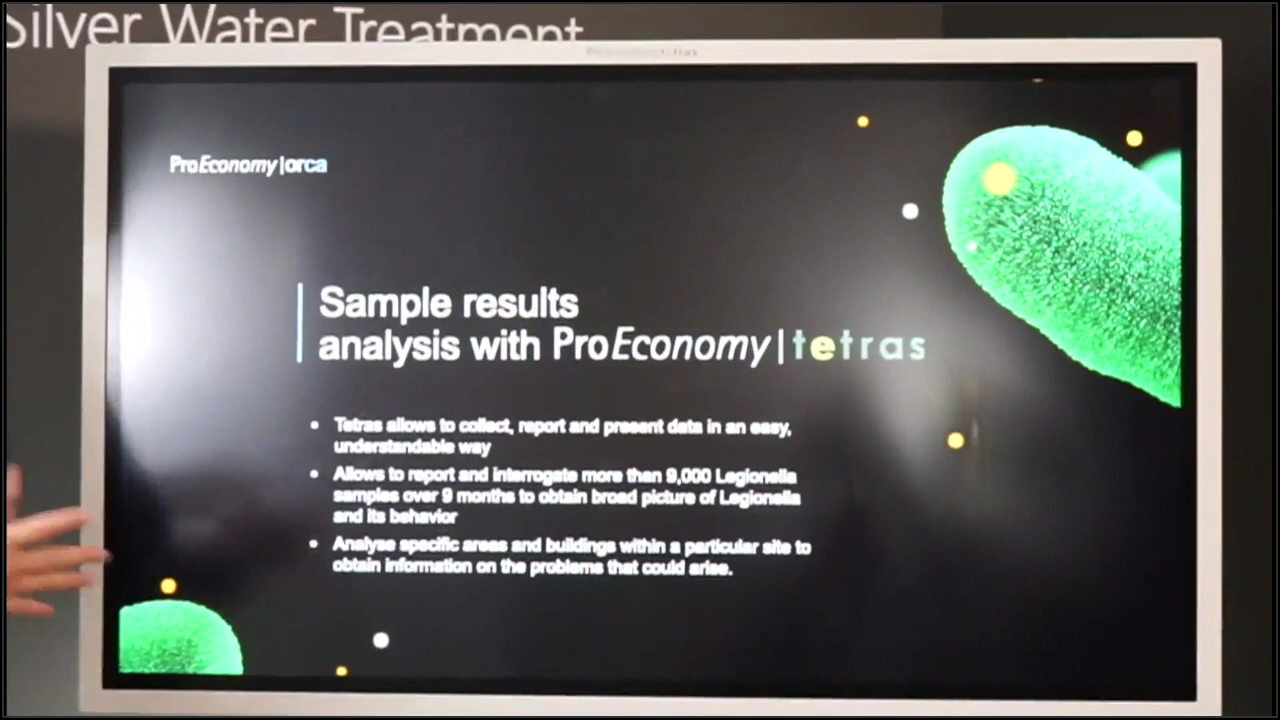 Silver Water Treatment
ProEconomy|orca
Sample results
analysis with ProEconomy|tetras
• Tetras allows to collect, report and present data in an easy,
understandable way
• Allows to report and interrogate more than 9,000 Legionella
samples over 9 months to obtain broad picture of Legionella
and its behavior
• Analyse specific areas and buildings within a particular site to
obtain information on the problems that could arise.